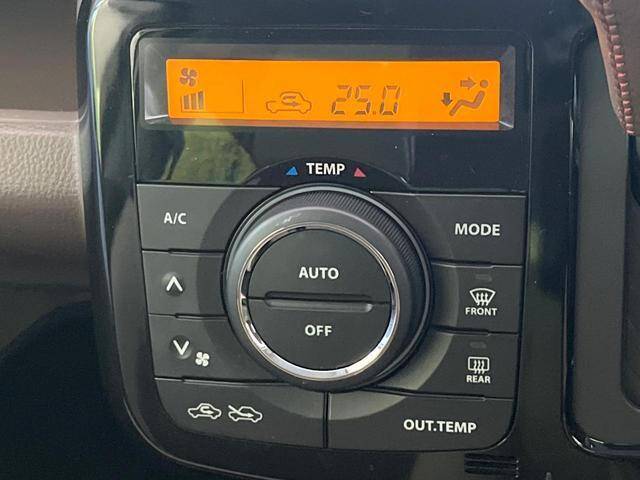 25.0
TEMP
A/C
MODE
AUTO
OFF
FRONT
REAR
OUT.TEMP